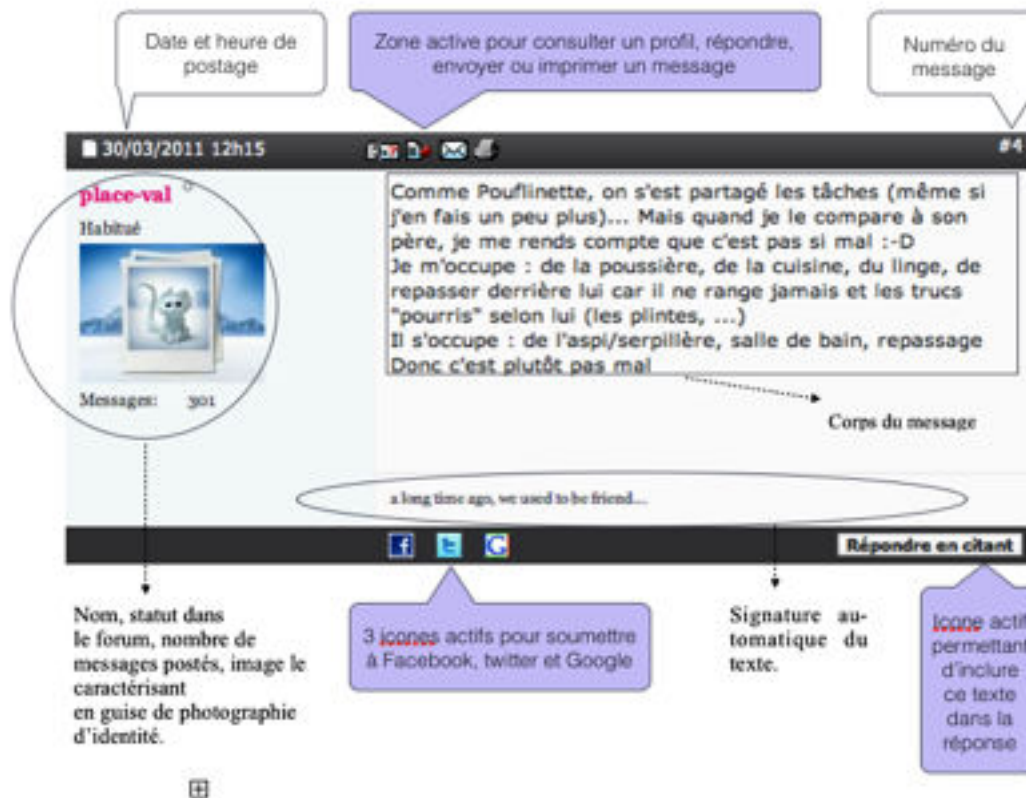 Date et heure de
postage
Zone active pour consulter un profil, répondre,
envoyer ou imprimer un message
Numéro du
message
30/03/2011 12h15
#4
place-val
Habitué
Messages: 301
Comme Pouflinette, on s'est partagé les tâches (même si
j'en fais un peu plus)... Mais quand je le compare à son
père, je me rends compte que c'est pas si mal :-D
Je m'occupe : de la poussière, de la cuisine, du linge, de
repasser derrière lui car il ne range jamais et les trucs
"pourris" selon lui (les plintes, ...)
Il s'occupe : de l'aspi/serpillère, salle de bain, repassage
Donc c'est plutôt pas mal
Corps du message
a long time ago, we used to be friend....
Répondre en citant
Nom, statut dans
le forum, nombre de
messages postés, image le
caractérisant
en guise de photographie
d'identité.
3 icones actifs pour soumettre
à Facebook, twitter et Google
Signature au-
tomatique du
texte.
Icone actif
permettant
d'inclure
ce texte
dans la
réponse